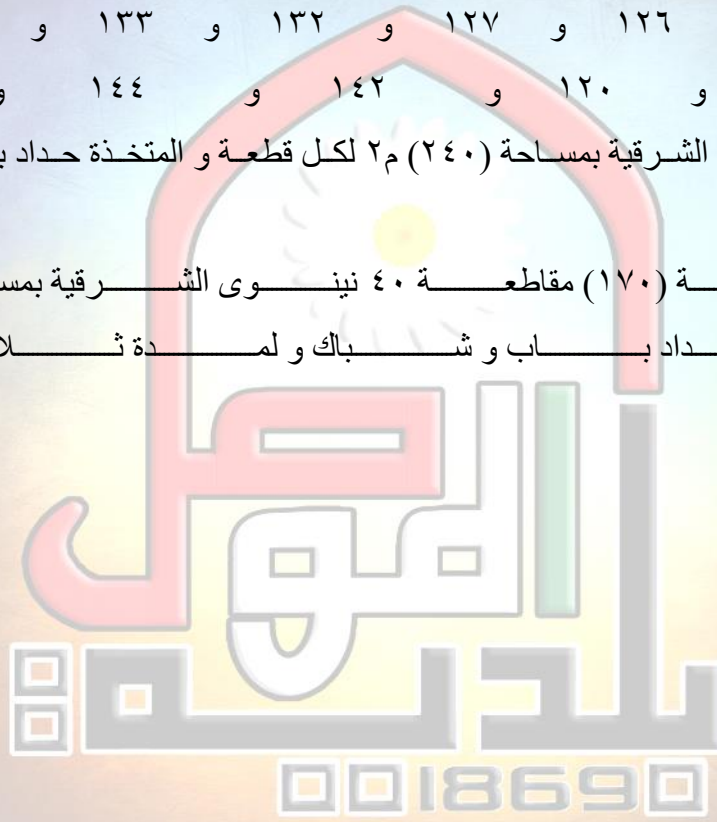 ١٢٦ و ١٢٧ و ١٣٢ و ١٣٣ و
و ١٢٠ و ١٤٢ و ١٤٤ و
الشرقية بمساحة (٢٤٠) م٢ لكل قطعة و المتخذة حداد ب
ة (١٧٠) مقاطعة ٤٠ نينوى الشرقية بمس
داد باب و شباك و لمدة ثلا
بلدية الموصل
1869